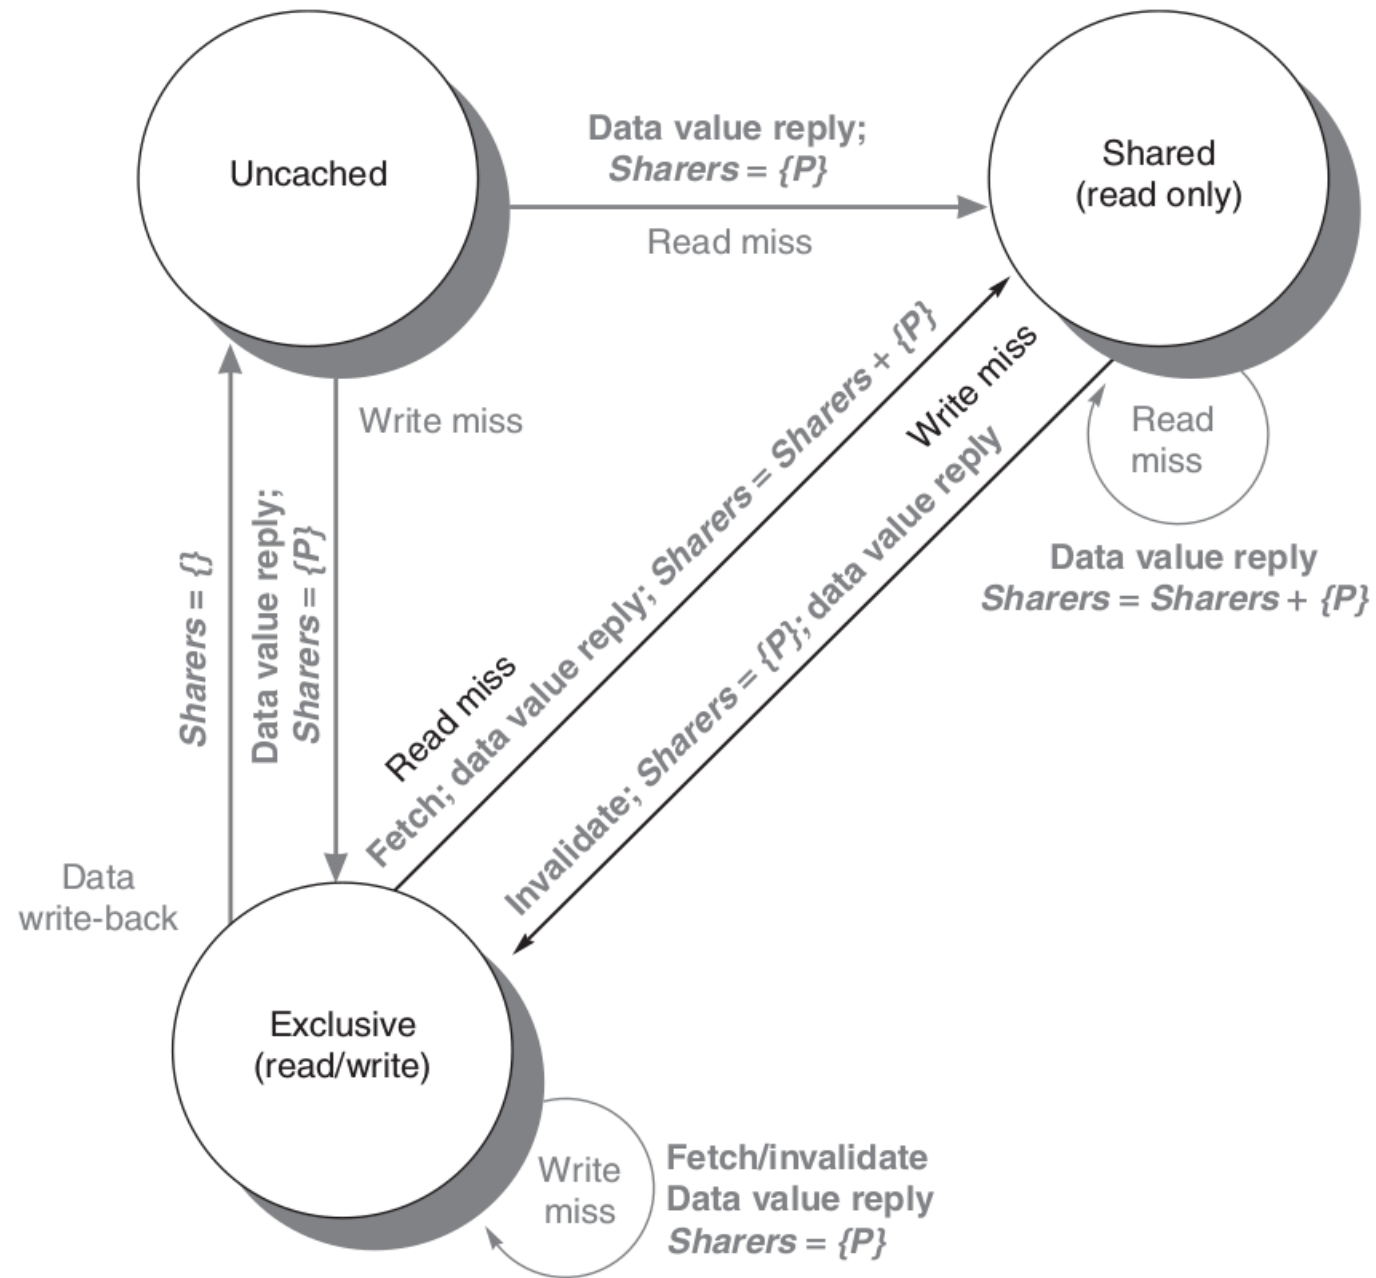 Uncached
Data value reply;
Sharers = {P}
Read miss
Shared
(read only)
Write miss
Data value reply;
Sharers = {P}
Sharers = {}
Data
write-back
Read miss
Fetch; data value reply; Sharers = Sharers + {P}
Write miss
Invalidate; Sharers = {P}; data value reply
Read
miss
Data value reply
Sharers = Sharers + {P}
Exclusive
(read/write)
Write
miss
Fetch/invalidate
Data value reply
Sharers = {P}